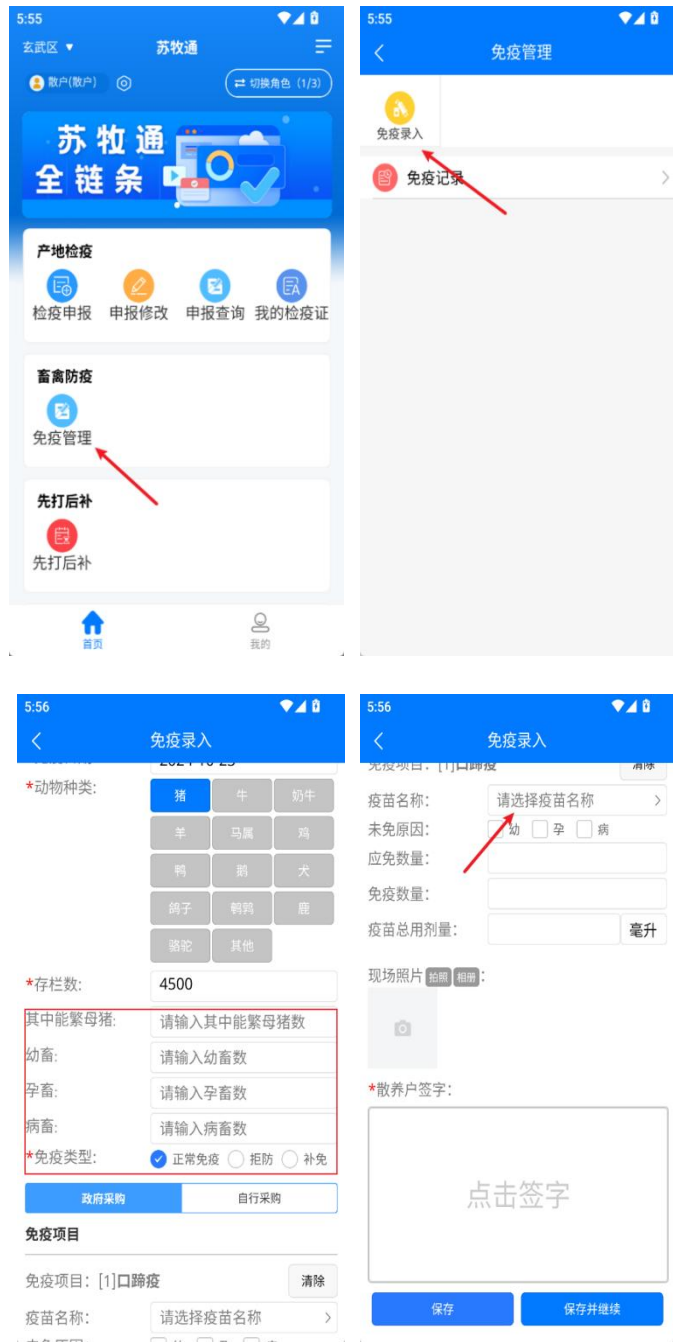 5:55
玄武区 ▼
苏牧通
散户(散户)
切换角色（1/3）
苏牧通
全链条
产地检疫
检疫申报 申报修改 申报查询 我的检疫证
畜禽防疫
免疫管理
先打后补
先打后补
首页 我的
5:55
免疫管理
免疫录入
免疫记录
5:56
免疫录入
*动物种类:
猪 牛 奶牛
羊 马属 鸡
鸭 鹅 犬
鸽子 鹌鹑 鹿
骆驼 其他
*存栏数: 4500
其中能繁母猪: 请输入其中能繁母猪数
幼畜: 请输入幼畜数
孕畜: 请输入孕畜数
病畜: 请输入病畜数
*免疫类型: 正常免疫 拒防 补免
政府采购 自行采购
免疫项目
免疫项目：[1]口蹄疫 清除
疫苗名称： 请选择疫苗名称
5:56
免疫录入
免疫项目：[1]口蹄疫 清除
疫苗名称： 请选择疫苗名称
未免原因： 幼 孕 病
应免数量：
免疫数量：
疫苗总用剂量： 毫升
现场照片 拍照 相册 :
*散养户签字：
点击签字
保存 保存并继续